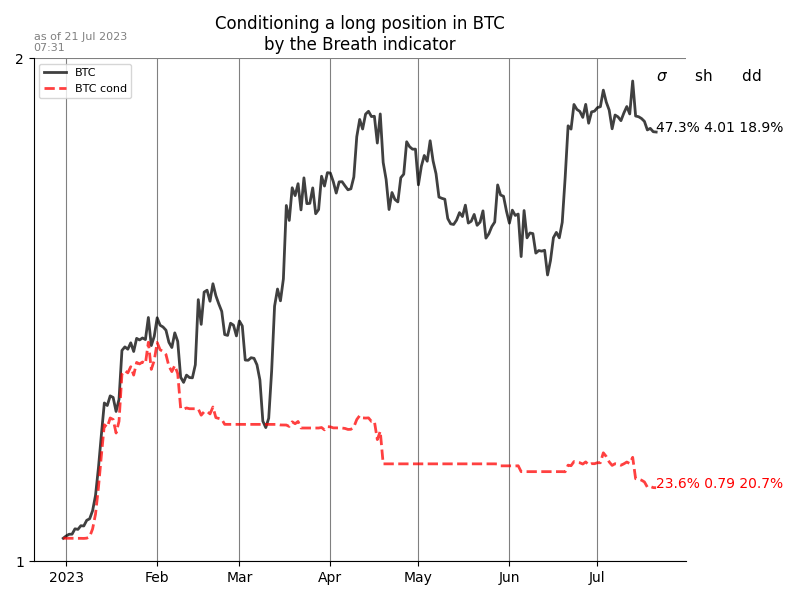 Conditioning a long position in BTC
by the Breath indicator
as of 21 Jul 2023
07:31
2
BTC
BTC cond
σ sh dd
47.3% 4.01 18.9%
23.6% 0.79 20.7%
1
2023 Feb Mar Apr May Jun Jul